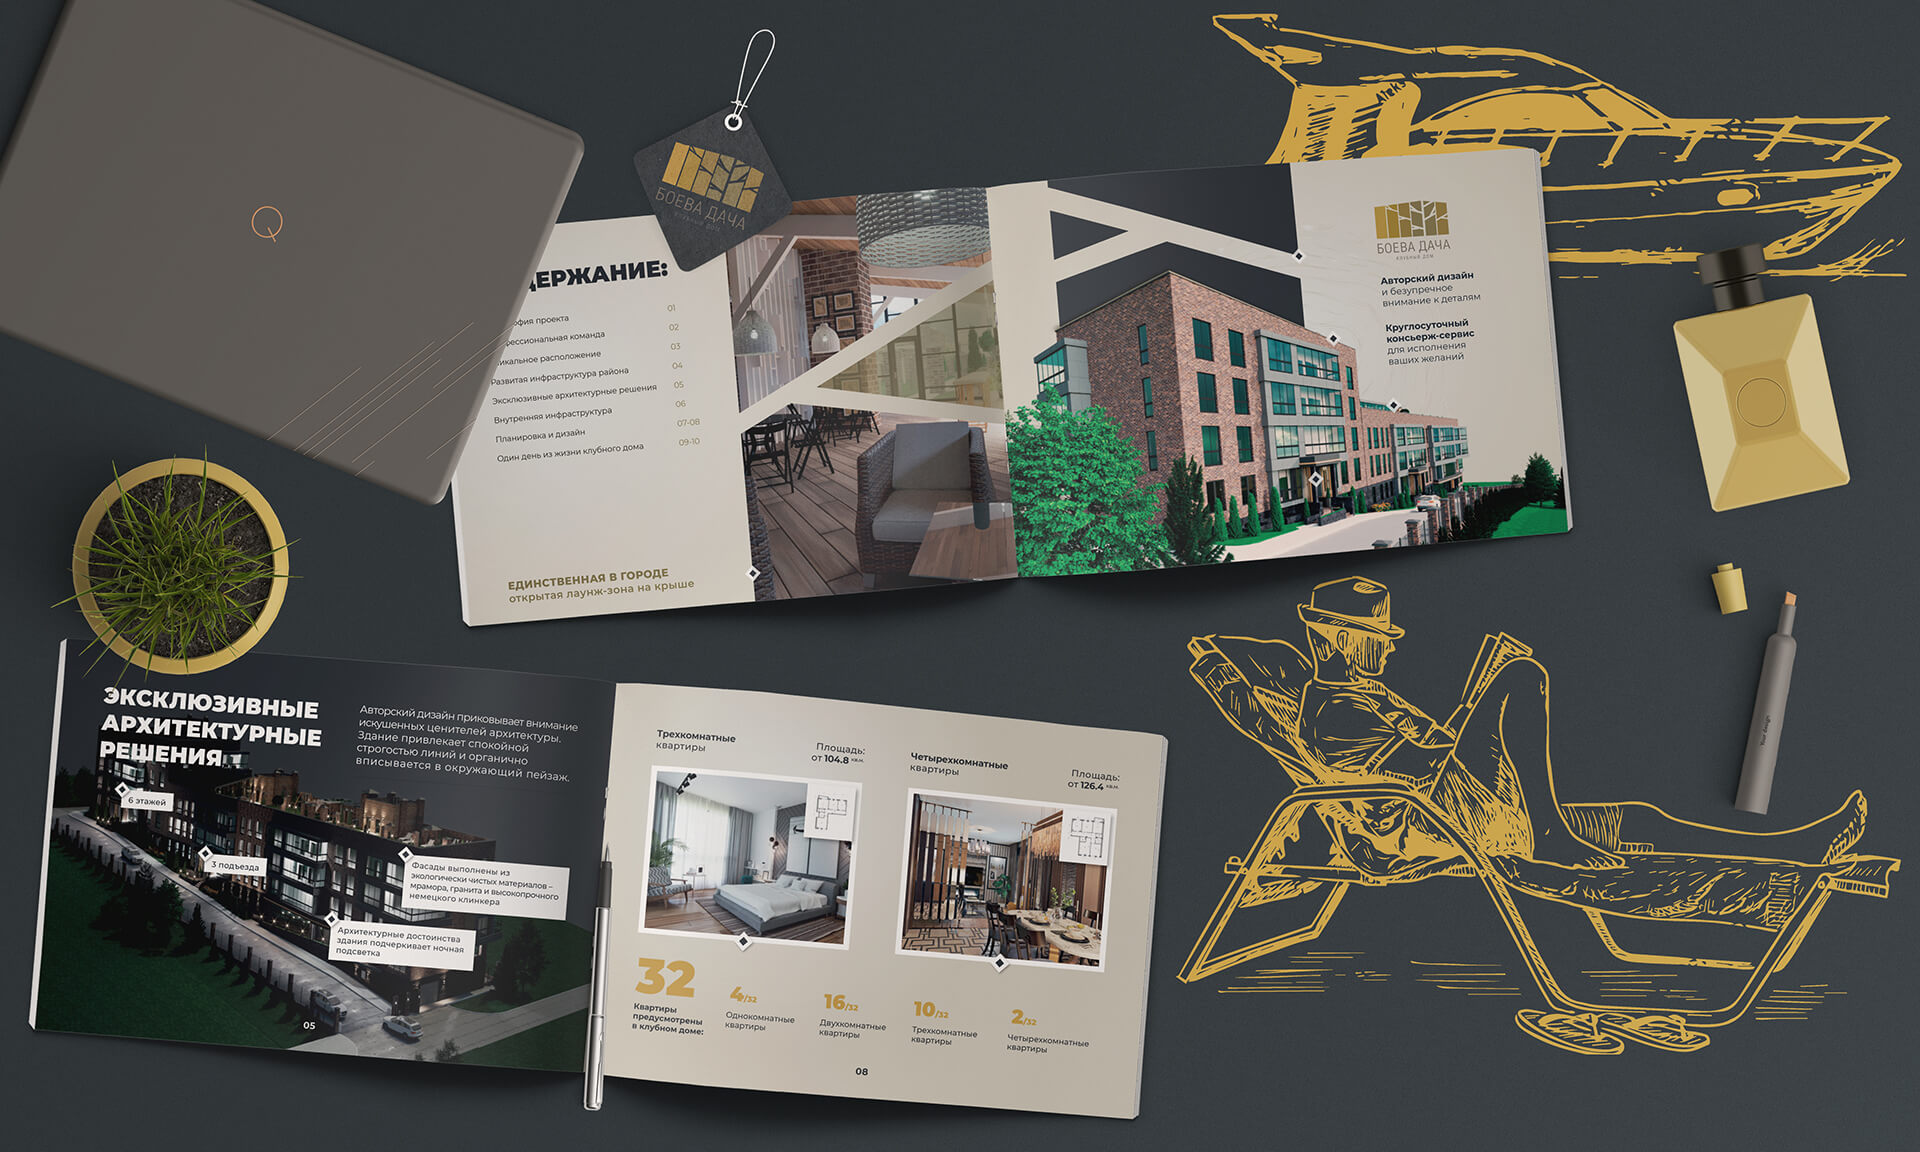 Aleks
БОЕВА ДАЧА
КЛУБНЫЙ ДОМ
ЕРЖАНИЕ:
офия проекта 01
фессиональная команда 02
икальное расположение 03
Развитая инфраструктура района 04
Эксклюзивные архитектурные решения 05
Внутренняя инфраструктура 06
Планировка и дизайн 07-08
Один день из жизни клубного дома 09-10
ЕДИНСТВЕННАЯ В ГОРОДЕ
открытая лаунж-зона на крыше
БОЕВА ДАЧА
КЛУБНЫЙ ДОМ
Авторский дизайн
и безупречное
внимание к деталям
Круглосуточный
консьерж-сервис
для исполнения
ваших желаний
ЭКСКЛЮЗИВНЫЕ
АРХИТЕКТУРНЫЕ
РЕШЕНИЯ
Авторский дизайн приковывает внимание
искушенных ценителей архитектуры.
Здание привлекает спокойной
строгостью линий и органично
вписывается в окружающий пейзаж.
6 этажей
3 подъезда
Фасады выполнены из
экологически чистых материалов –
мрамора, гранита и высокопрочного
немецкого клинкера
Архитектурные достоинства
здания подчеркивает ночная
подсветка
05
Трехкомнатные
квартиры
Площадь:
от 104.8 кв.м.
Четырехкомнатные
квартиры
Площадь:
от 126.4 кв.м.
32
Квартиры
предусмотрены
в клубном доме:
4/32
Однокомнатные
квартиры
16/32
Двухкомнатные
квартиры
10/32
Трехкомнатные
квартиры
2/32
Четырехкомнатные
квартиры
08
Your design